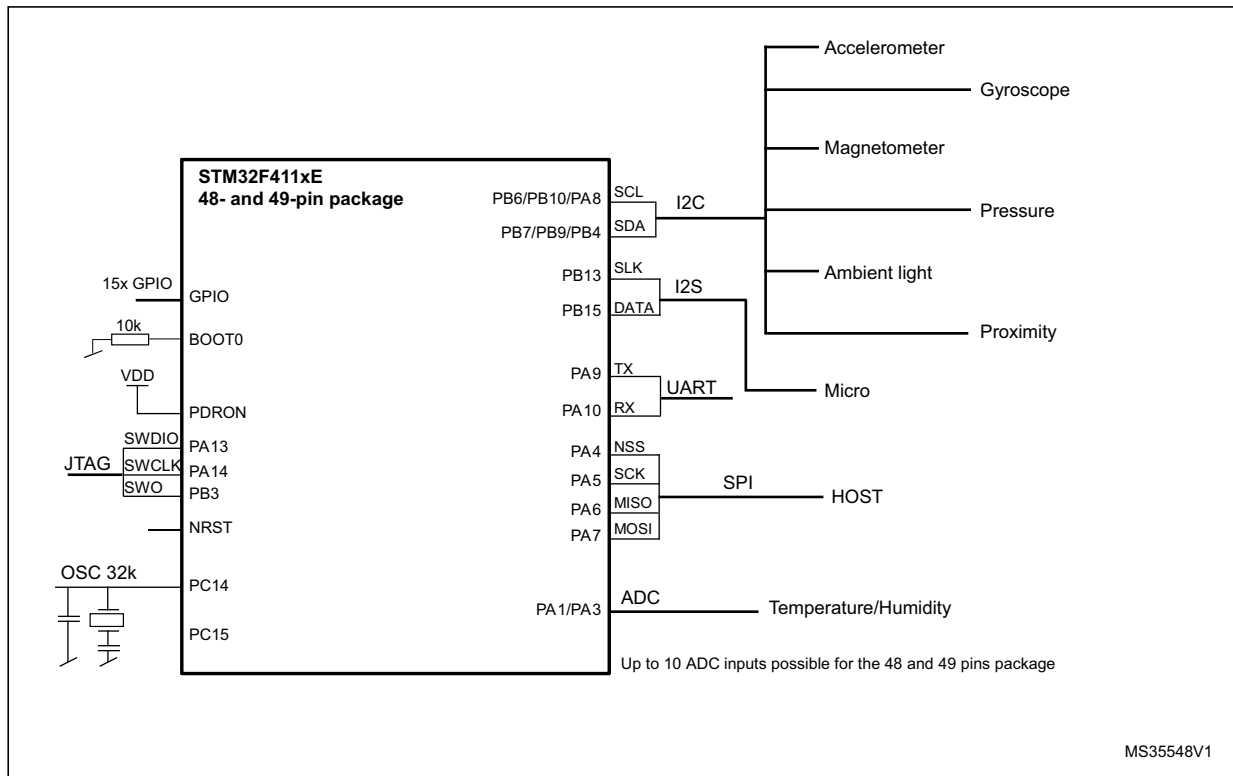 STM32F411xE
48- and 49-pin package
15x GPIO
GPIO
10k
BOOT0
VDD
PDRON
SWDIO
PA13
JTAG
SWCLK
PA14
SWO
PB3
NRST
OSC 32k
PC14
PC15
PB6/PB10/PA8
SCL
I2C
PB7/PB9/PB4
SDA
PB13
SLK
I2S
PB15
DATA
PA9
TX
UART
PA10
RX
PA4
NSS
PA5
SCK
SPI
PA6
MISO
PA7
MOSI
PA1/PA3
ADC
Accelerometer
Gyroscope
Magnetometer
Pressure
Ambient light
Proximity
Micro
HOST
Temperature/Humidity
Up to 10 ADC inputs possible for the 48 and 49 pins package
MS35548V1